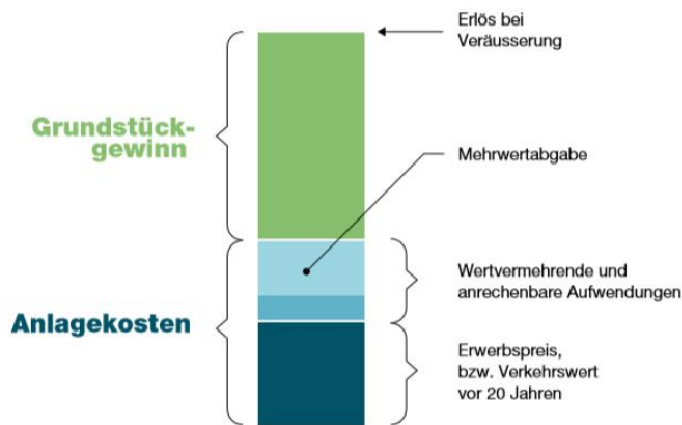 Erlös bei
Veräusserung
Grundstück-
gewinn
Mehrwertabgabe
Wertvermehrende und
anrechenbare Aufwendungen
Anlagekosten
Erwerbspreis,
bzw. Verkehrswert
vor 20 Jahren